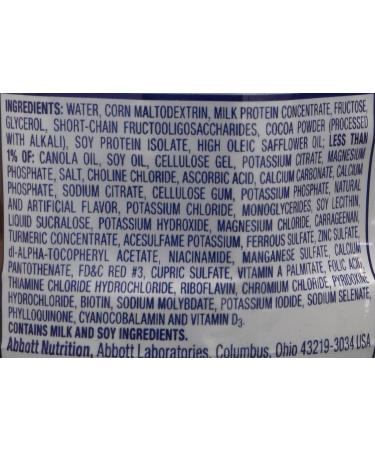 INGREDIENTS: WATER, CORN MALTODEXTRIN, MILK PROTEIN CONCENTRATE, FRUCTOSE,
GLYCEROL, SHORT-CHAIN FRUCTOOLIGOSACCHARIDES, COCOA POWDER (PROCESSED
WITH ALKALI), SOY PROTEIN ISOLATE, HIGH OLEIC SAFFLOWER OIL; LESS THAN
1% OF: CANOLA OIL, SOY OIL, CELLULOSE GEL, POTASSIUM CITRATE, MAGNESIUM
PHOSPHATE, SALT, CHOLINE CHLORIDE, ASCORBIC ACID, CALCIUM CARBONATE, CALCIUM
PHOSPHATE, SODIUM CITRATE, CELLULOSE GUM, POTASSIUM PHOSPHATE, NATURAL
AND ARTIFICIAL FLAVOR, POTASSIUM CHLORIDE, MONOGLYCERIDES, SOY LECITHIN,
LIQUID SUCRALOSE, POTASSIUM HYDROXIDE, MAGNESIUM CHLORIDE, CARRAGEENAN,
TURMERIC CONCENTRATE, ACESULFAME POTASSIUM, FERROUS SULFATE, ZINC SULFATE,
dl-ALPHA-TOCOPHERYL ACETATE, NIACINAMIDE, MANGANESE SULFATE, CALCIUM
PANTOTHENATE, FD&C RED #3, CUPRIC SULFATE, VITAMIN A PALMITATE, FOLIC ACID,
THIAMINE CHLORIDE HYDROCHLORIDE, RIBOFLAVIN, CHROMIUM CHLORIDE, PYRIDOXINE
HYDROCHLORIDE, BIOTIN, SODIUM MOLYBDATE, POTASSIUM IODIDE, SODIUM SELENATE,
PHYLLOQUINONE, CYANOCOBALAMIN AND VITAMIN D3.
CONTAINS MILK AND SOY INGREDIENTS.
Abbott Nutrition, Abbott Laboratories, Columbus, Ohio 43219-3034 USA